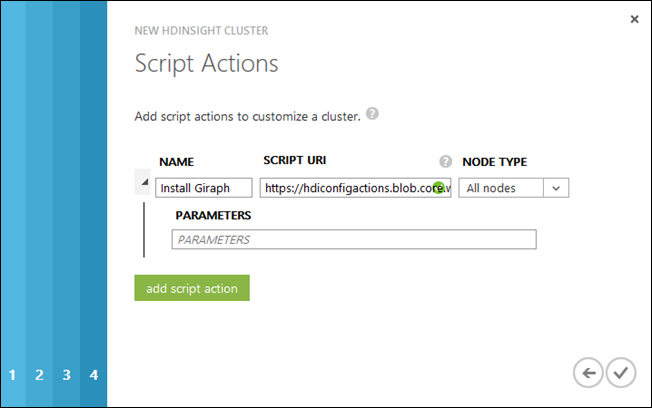 NEW HDINSIGHT CLUSTER
Script Actions
Add script actions to customize a cluster. ?
NAME SCRIPT URI ? NODE TYPE
Install Giraph https://hdiconfigactions.blob.core.w All nodes
PARAMETERS
PARAMETERS
add script action
1 2 3 4